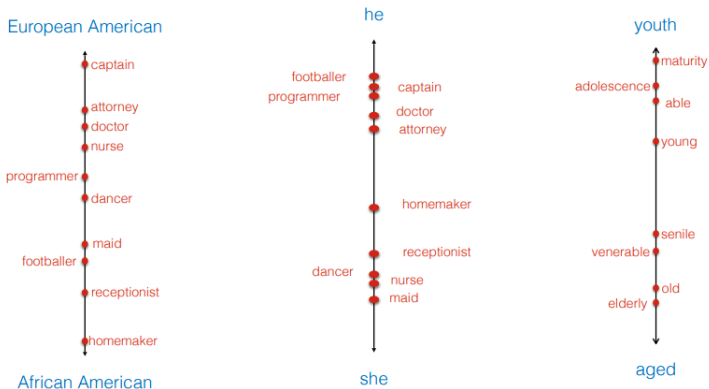 European American
captain
attorney
doctor
nurse
programmer
dancer
maid
footballer
receptionist
homemaker
African American
he
footballer
captain
programmer
doctor
attorney
homemaker
receptionist
dancer
nurse
maid
she
youth
maturity
adolescence
able
young
senile
venerable
old
elderly
aged